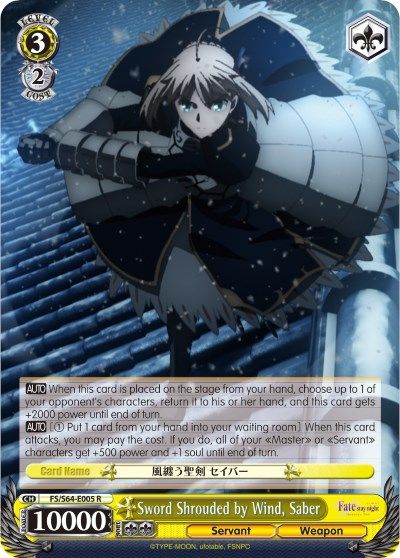 LEVEL
3
2
COST
AUTO When this card is placed on the stage from your hand, choose up to 1 of
your opponent's characters, return it to his or her hand, and this card gets
+2000 power until end of turn.
AUTO [① Put 1 card from your hand into your waiting room] When this card
attacks, you may pay the cost. If you do, all of your «Master» or «Servant»
characters get +500 power and +1 soul until end of turn.
Card Name 風纏う聖剣 セイバー
CH FS/S64-E005 R
Sword Shrouded by Wind, Saber
Fate stay night
POWER 10000 SOUL
Servant Weapon
©TYPE-MOON, ufotable, FSNPC